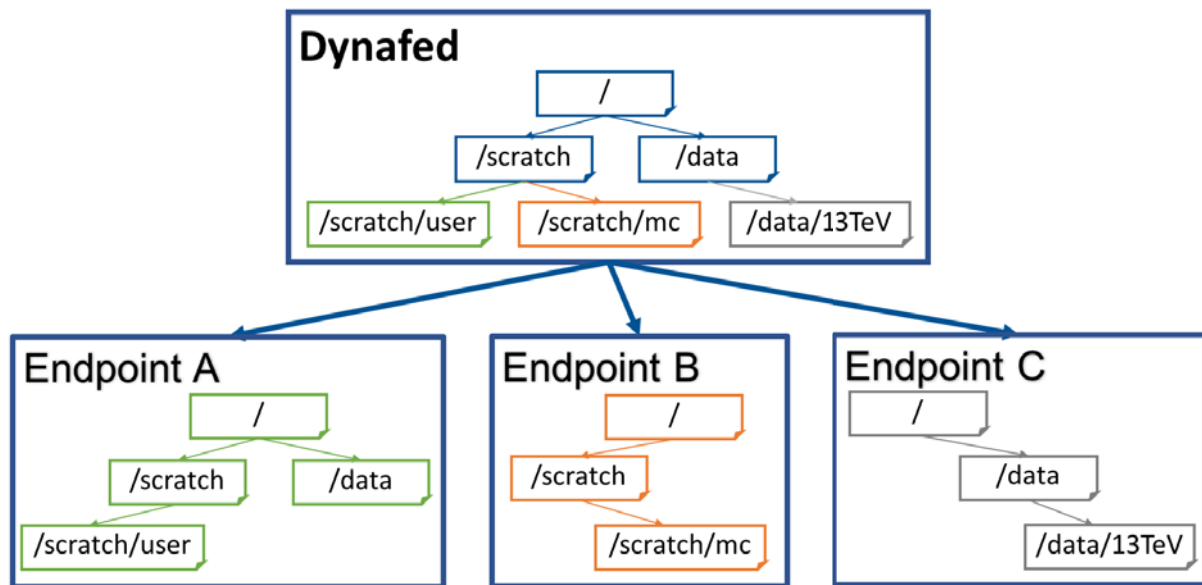 Dynafed
/
/scratch
/data
/scratch/user
/scratch/mc
/data/13TeV
Endpoint A
/
/scratch
/data
/scratch/user
Endpoint B
/
/scratch
/scratch/mc
Endpoint C
/
/data
/data/13TeV